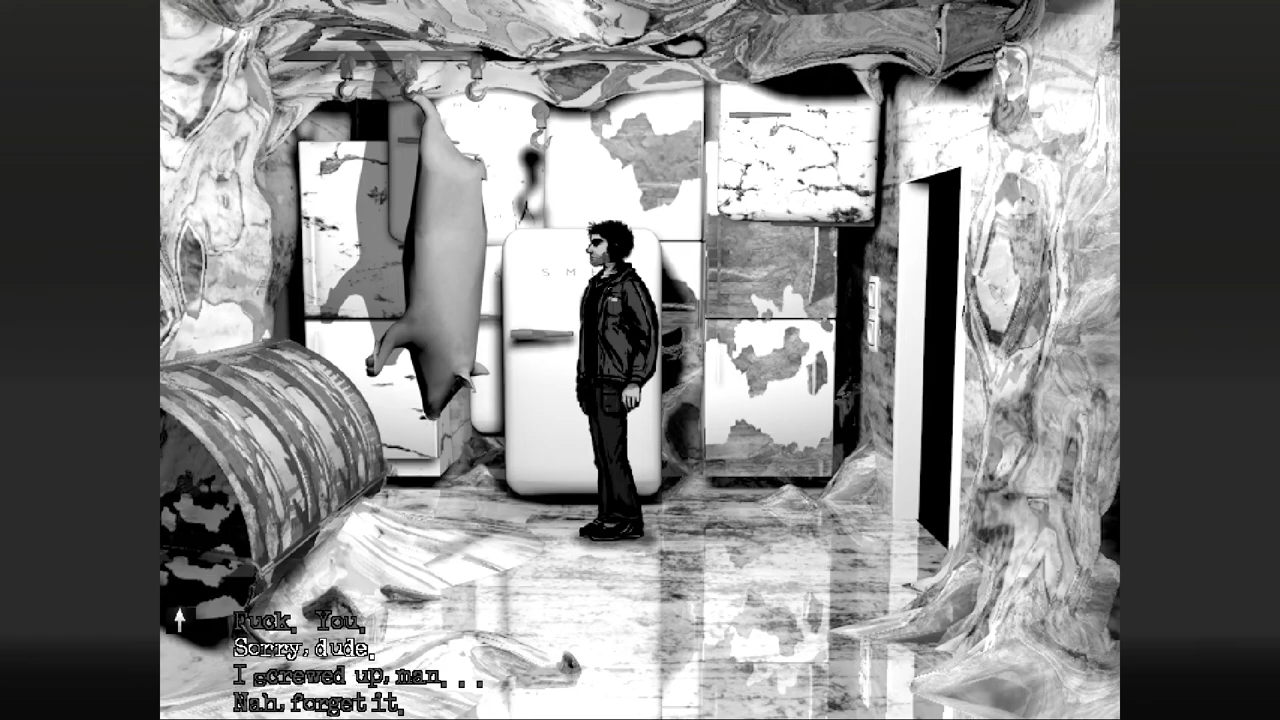 S M
Fuck. You.
Sorry, dude.
I screwed up, man. . .
Nah, forget it.